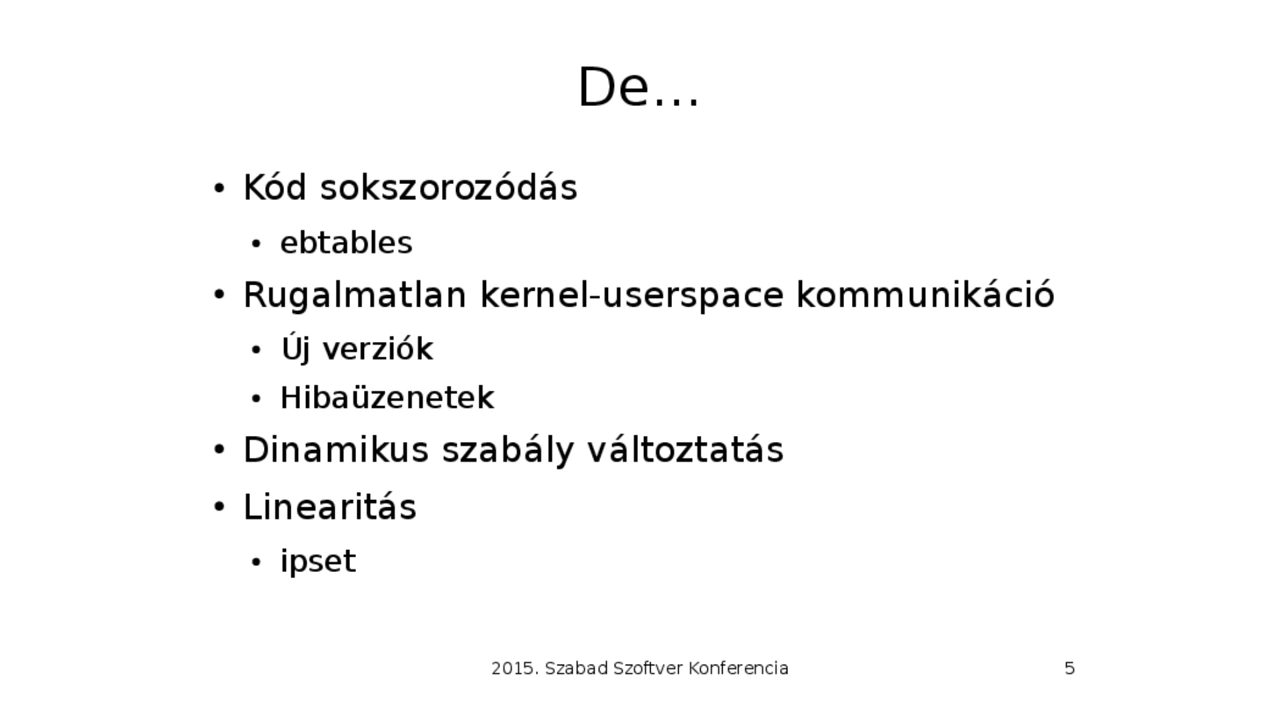 De...
• Kód sokszorozódás
• ebtables
• Rugalmatlan kernel-userspace kommunikáció
• Új verziók
• Hibaüzenetek
• Dinamikus szabály változtatás
• Linearitás
• ipset
2015. Szabad Szoftver Konferencia
5